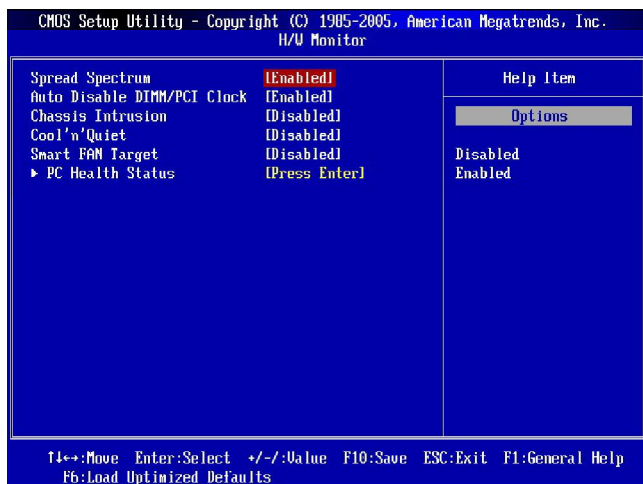 CMOS Setup Utility - Copyright (C) 1985-2005, American Megatrends, Inc.
H/W Monitor
Spread Spectrum [Enabled]
Auto Disable DIMM/PCI Clock [Enabled]
Chassis Intrusion [Disabled]
Cool'n'Quiet [Disabled]
Smart FAN Target [Disabled]
▶ PC Health Status [Press Enter]
Help Item
Options
Disabled
Enabled
↑↓←→:Move Enter:Select +/-/:Value F10:Save ESC:Exit F1:General Help
F6:Load Optimized Defaults